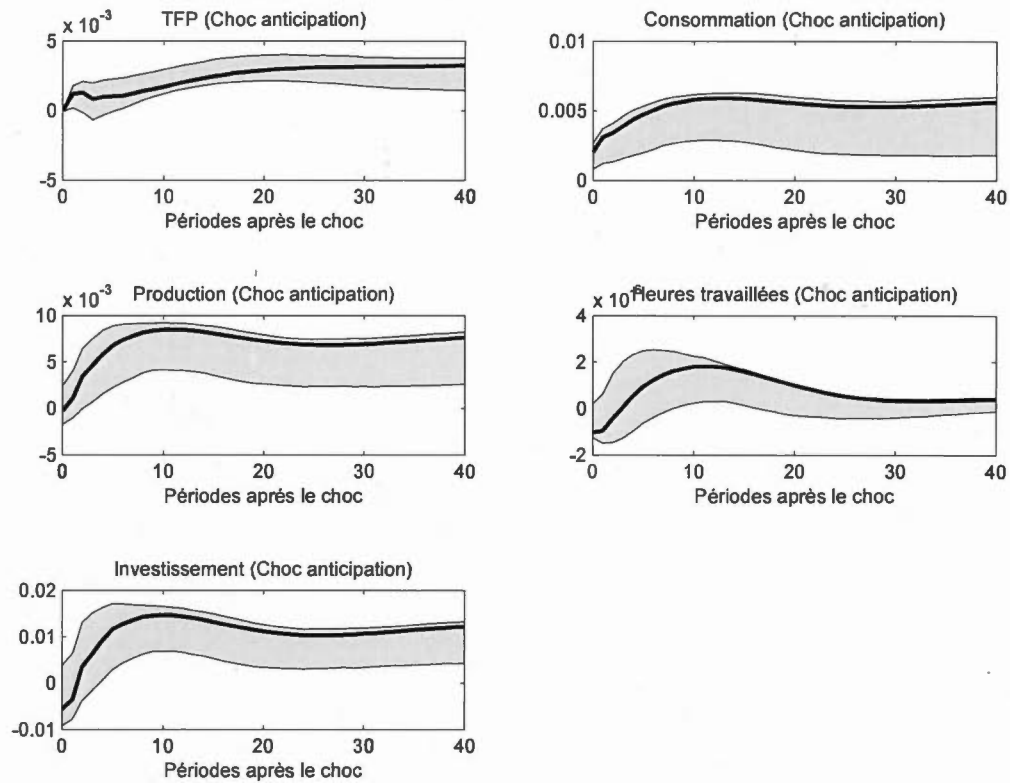 TFP (Choc anticipation)
x 10⁻³
5
0
-5
0 10 20 30 40
Périodes après le choc
Consommation (Choc anticipation)
0.01
0.005
0
0 10 20 30 40
Périodes après le choc
Production (Choc anticipation)
x 10⁻³
10
5
0
-5
0 10 20 30 40
Périodes aprés le choc
Heures travaillées (Choc anticipation)
x 10
4
2
0
-2
0 10 20 30 40
Périodes après le choc
Investissement (Choc anticipation)
0.02
0.01
0
-0.01
0 10 20 30 40
Périodes après le choc